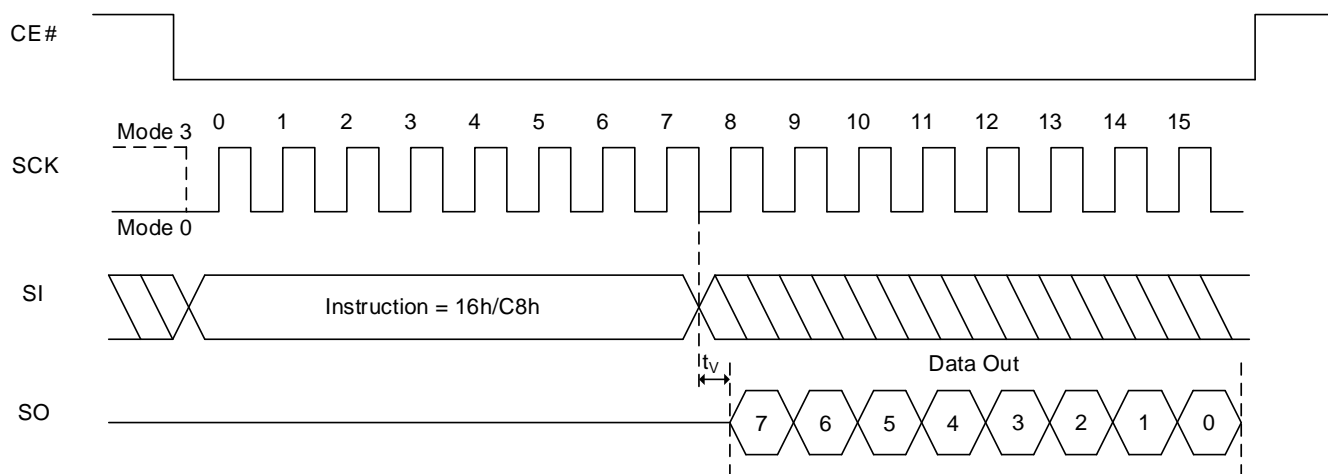 CE#
0 1 2 3 4 5 6 7 8 9 10 11 12 13 14 15
Mode 3
SCK
Mode 0
SI
Instruction = 16h/C8h
tV
Data Out
SO
7 6 5 4 3 2 1 0